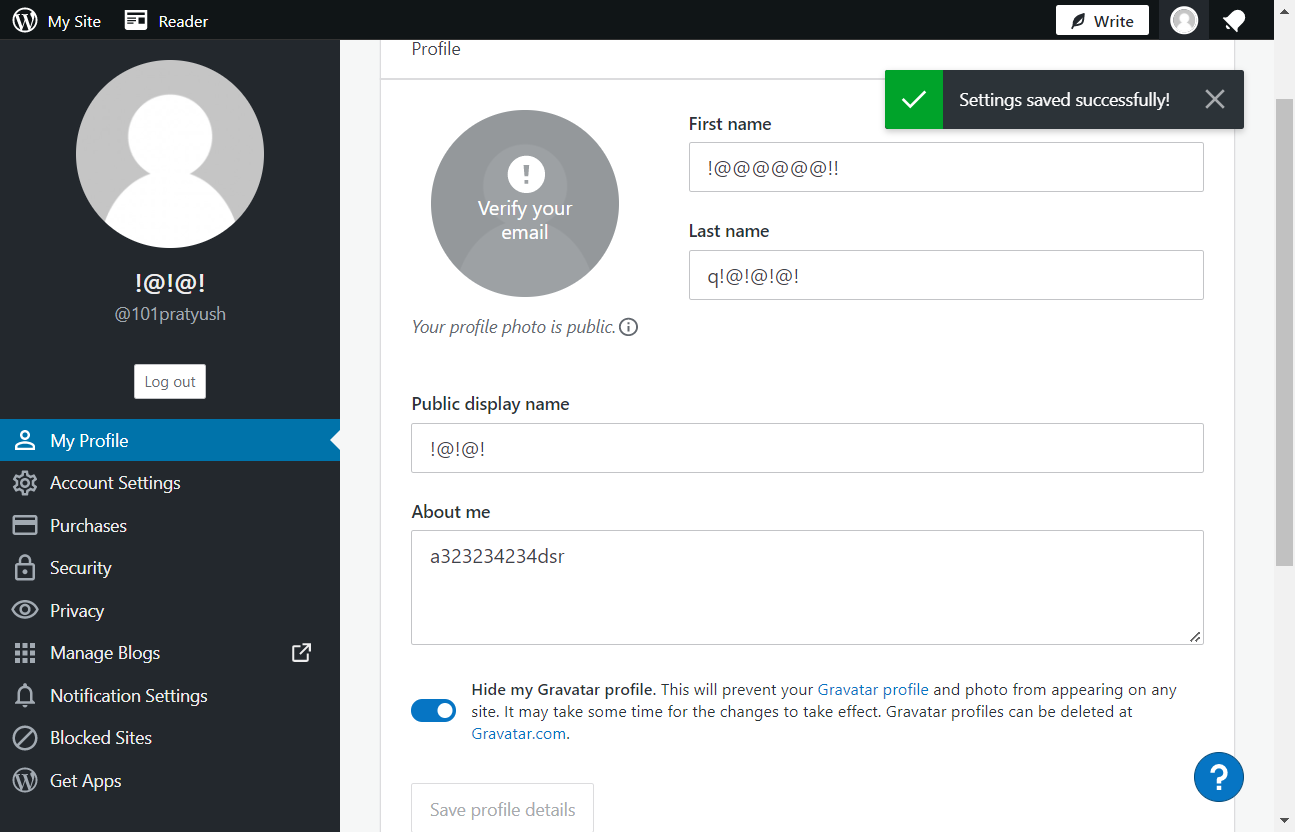 My Site
Reader
Write
Profile
Settings saved successfully!
!@!@!
@101pratyush
Log out
My Profile
Account Settings
Purchases
Security
Privacy
Manage Blogs
Notification Settings
Blocked Sites
Get Apps
!
Verify your
email
Your profile photo is public.
First name
!@@@@@@!!
Last name
q!@!@!@!
Public display name
!@!@!
About me
a323234234dsr
Hide my Gravatar profile. This will prevent your Gravatar profile and photo from appearing on any
site. It may take some time for the changes to take effect. Gravatar profiles can be deleted at
Gravatar.com.
Save profile details
?